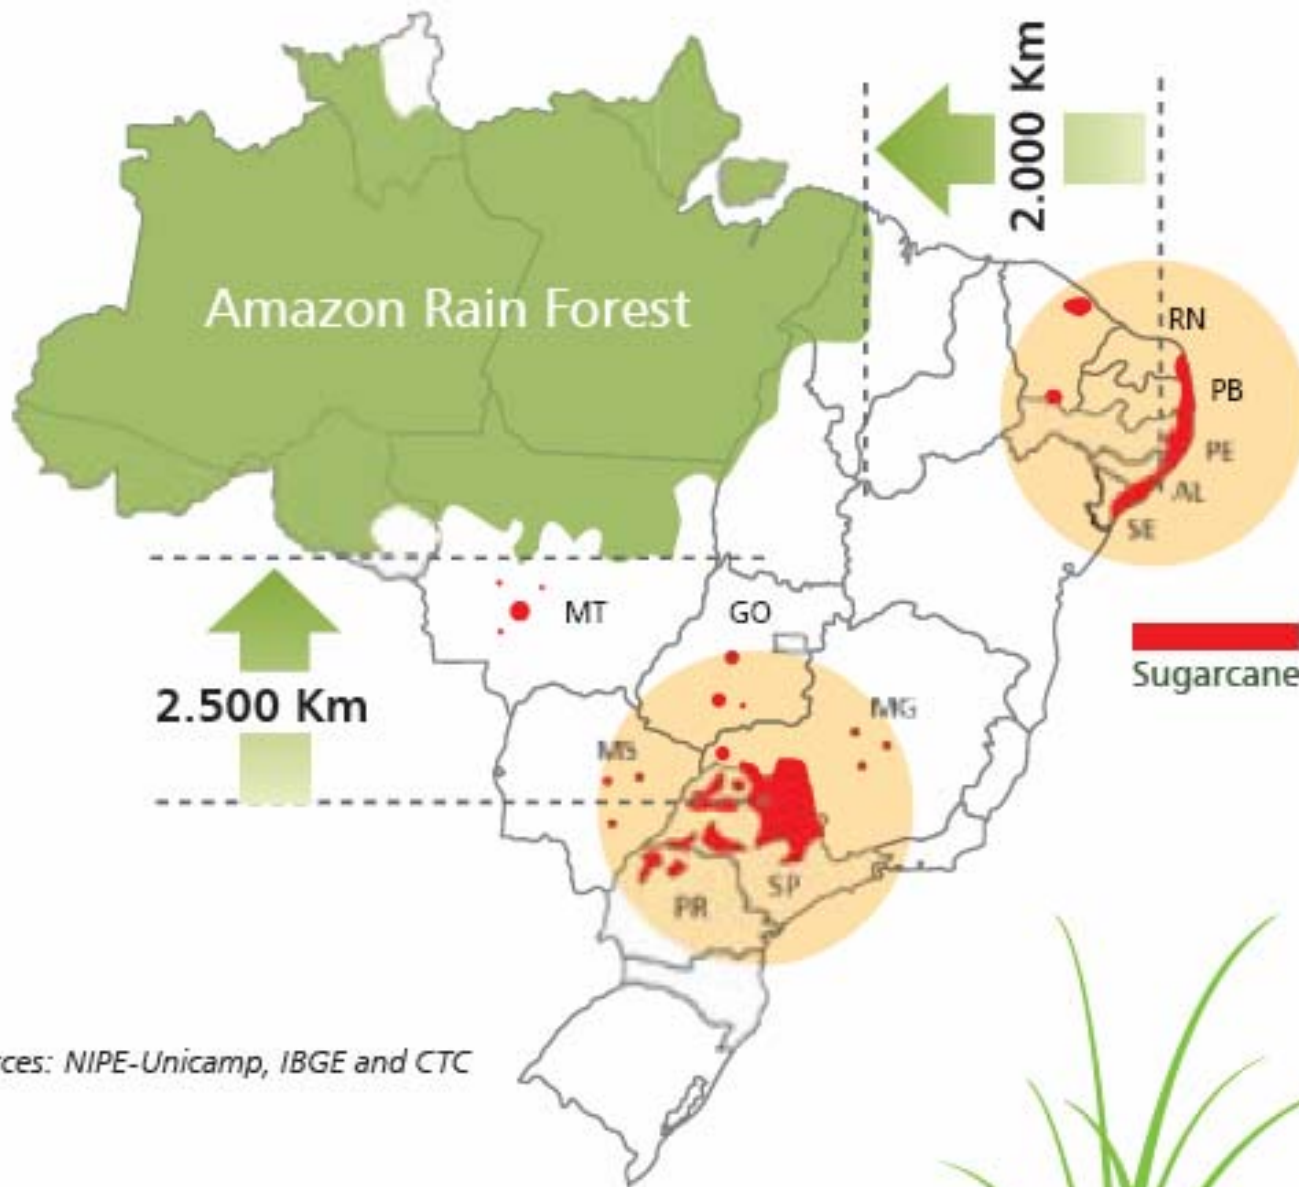 2.000 Km
Amazon Rain Forest
RN
PB
PE
AL
SE
MT
GO
Sugarcane
2.500 Km
MG
MS
SP
PR
rces: NIPE-Unicamp, IBGE and CTC